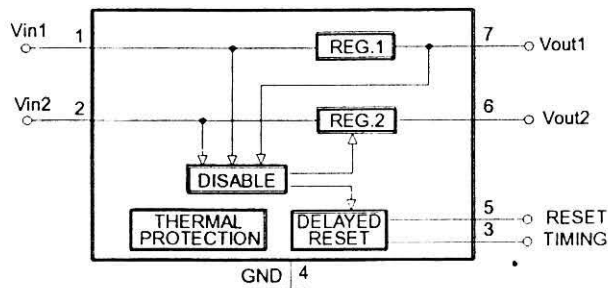 Vin1 1 REG.1 7 Vout1
Vin2 2 REG.2 6 Vout2
DISABLE
THERMAL
PROTECTION
DELAYED
RESET
5 RESET
3 TIMING
GND 4